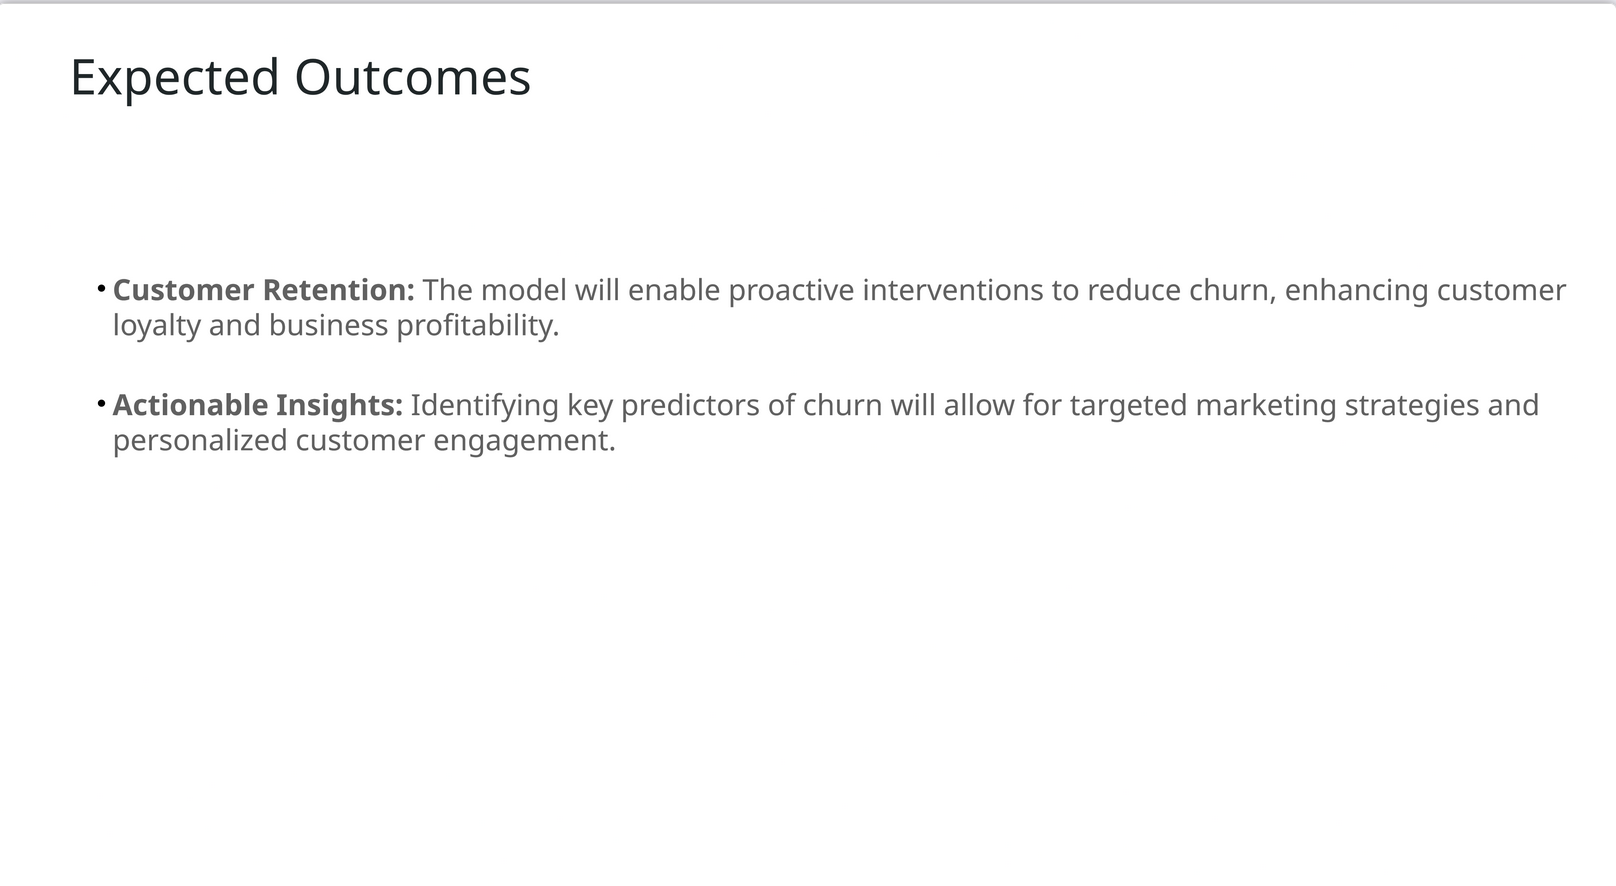 Expected Outcomes
• Customer Retention: The model will enable proactive interventions to reduce churn, enhancing customer
loyalty and business profitability.
• Actionable Insights: Identifying key predictors of churn will allow for targeted marketing strategies and
personalized customer engagement.